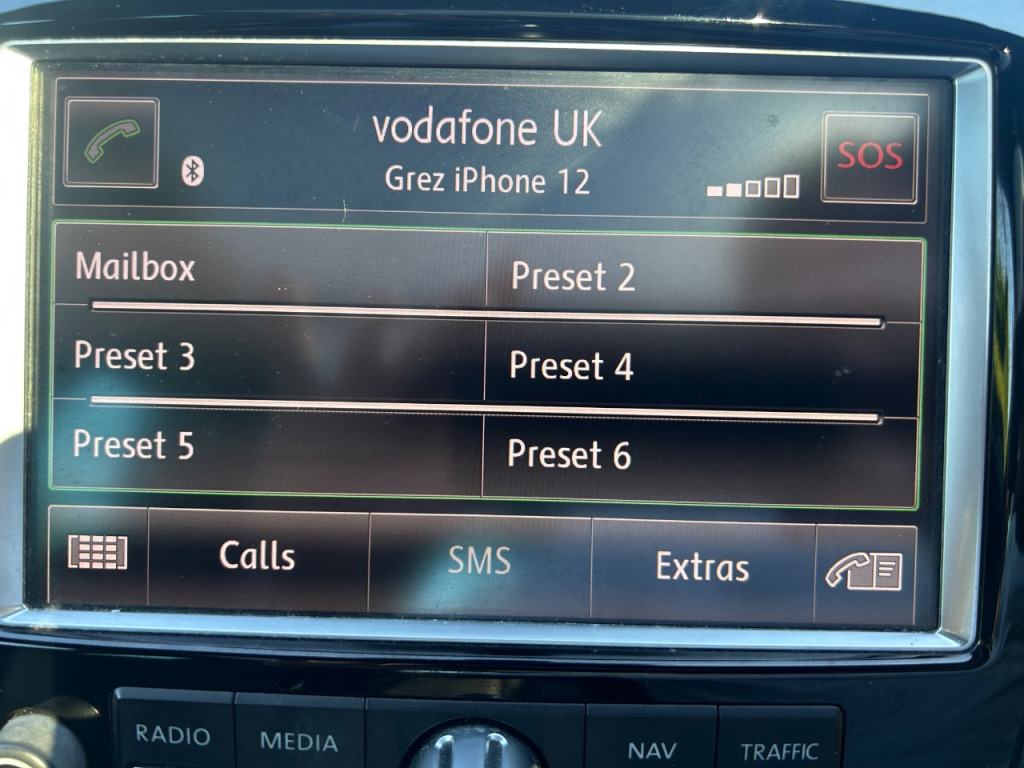 vodafone UK
Grez iPhone 12
SOS
Mailbox
Preset 2
Preset 3
Preset 4
Preset 5
Preset 6
Calls
SMS
Extras
RADIO
MEDIA
NAV
TRAFFIC